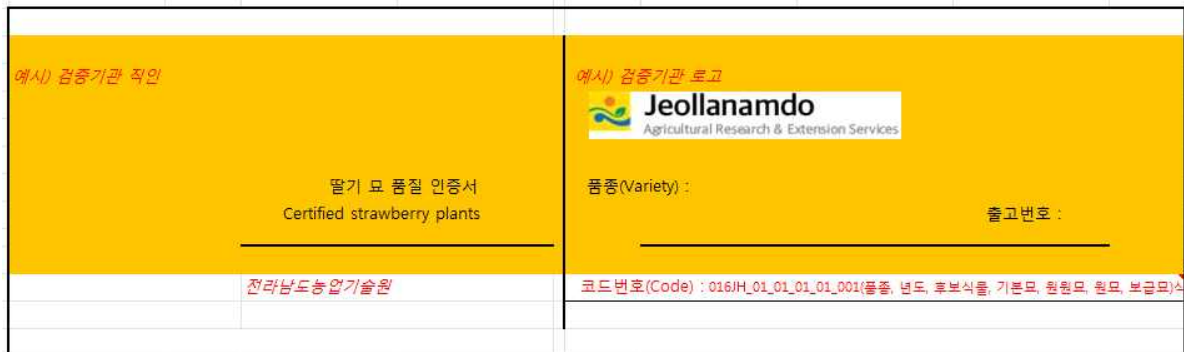 예시) 검증기관 직인
딸기 묘 품질 인증서
Certified strawberry plants
전라남도농업기술원
예시) 검증기관 로고
Jeollanamdo
Agricultural Research & Extension Services
품종(Variety) :
출고번호 :
코드번호(Code) : 016JH_01_01_01_01_001(품종, 년도, 후보식물, 기본묘, 원원묘, 원묘, 보급묘)식